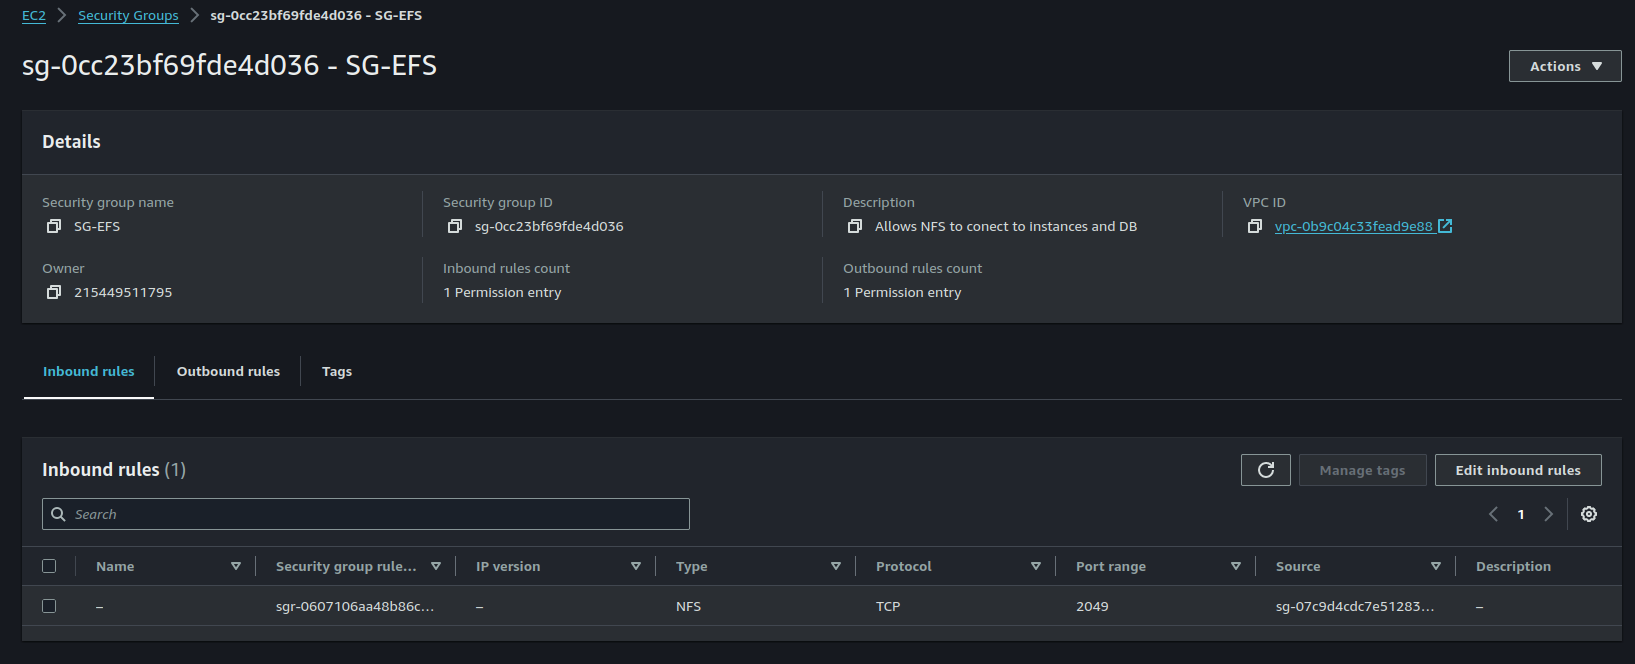 EC2 > Security Groups > sg-0cc23bf69fde4d036 - SG-EFS
sg-0cc23bf69fde4d036 - SG-EFS
Actions
Details
Security group name Security group ID Description VPC ID
SG-EFS sg-0cc23bf69fde4d036 Allows NFS to conect to instances and DB vpc-0b9c04c33fead9e88
Owner Inbound rules count Outbound rules count
215449511795 1 Permission entry 1 Permission entry
Inbound rules Outbound rules Tags
Inbound rules (1) Manage tags Edit inbound rules
Search 1
Name Security group rule... IP version Type Protocol Port range Source Description
– sgr-0607106aa48b86c... – NFS TCP 2049 sg-07c9d4cdc7e51283... –